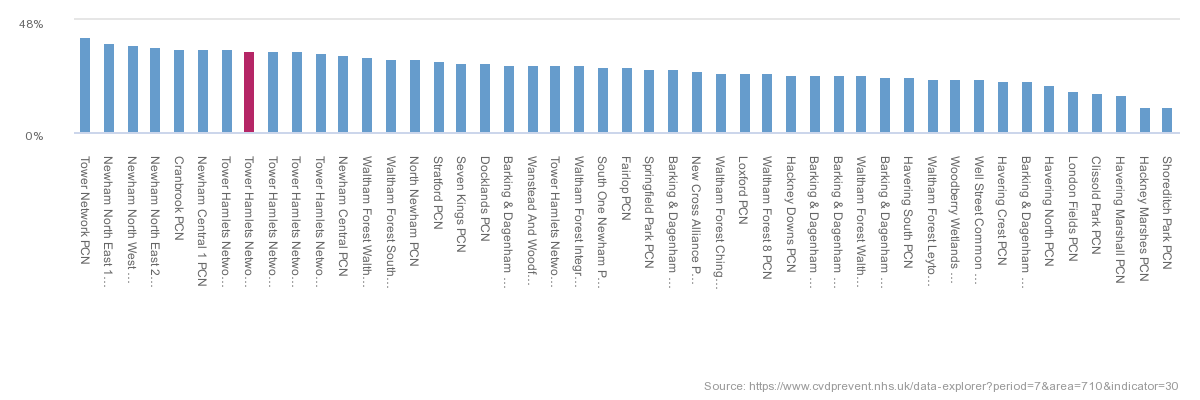 48%
0%
Tower Network PCN
Newham North East 1...
Newham North West ...
Newham North East 2...
Cranbrook PCN
Newham Central 1 PCN
Tower Hamlets Netwo...
Tower Hamlets Netwo...
Tower Hamlets Netwo...
Tower Hamlets Netwo...
Tower Hamlets Netwo...
Newham Central PCN
Waltham Forest Walth...
Waltham Forest South...
North Newham PCN
Stratford PCN
Seven Kings PCN
Docklands PCN
Barking & Dagenham ...
Wanstead And Woodf...
Tower Hamlets Netwo...
Waltham Forest Integr...
South One Newham P...
Fairlop PCN
Springfield Park PCN
Barking & Dagenham ...
New Cross Alliance P...
Waltham Forest Ching...
Loxford PCN
Waltham Forest 8 PCN
Hackney Downs PCN
Barking & Dagenham ...
Barking & Dagenham ...
Waltham Forest Walth...
Barking & Dagenham ...
Havering South PCN
Waltham Forest Leyto...
Woodberry Wetlands ...
Well Street Common ...
Havering Crest PCN
Barking & Dagenham ...
Havering North PCN
London Fields PCN
Clissold Park PCN
Havering Marshall PCN
Hackney Marshes PCN
Shoreditch Park PCN
Source: https://www.cvdprevent.nhs.uk/data-explorer?period=7&area=710&indicator=30